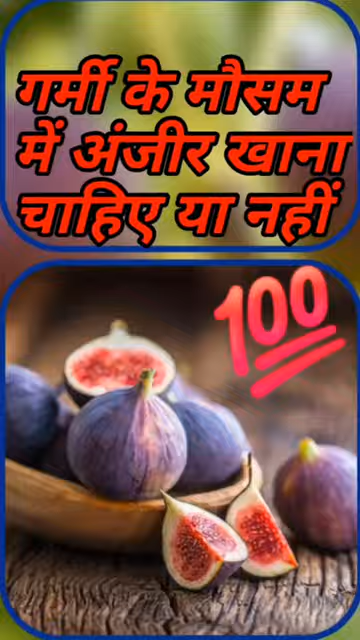 गर्मी के मौसम
में अंजीर खाना
चाहिए या नहीं
100